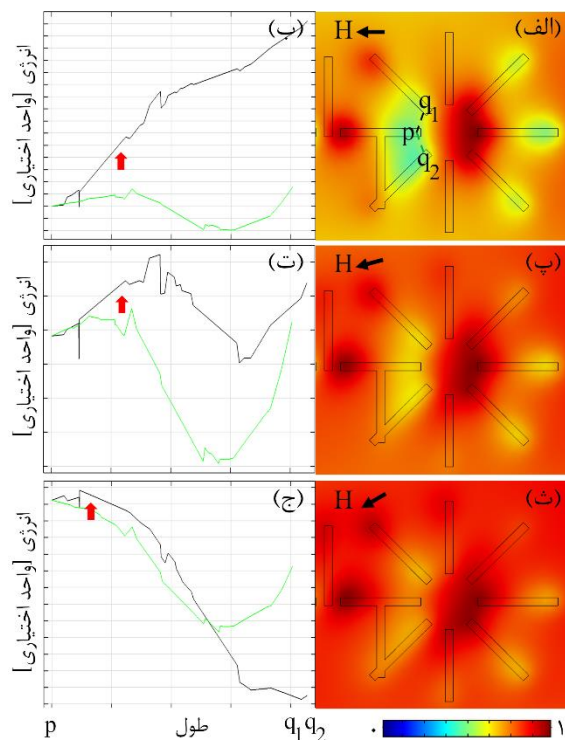 (ب)
انرژی [واحد اختیاری]
(الف)
H
q1
p
q2
(ت)
انرژی [واحد اختیاری]
(پ)
H
(ج)
انرژی [واحد اختیاری]
(ث)
H
p طول q1 q2
۰ ۱